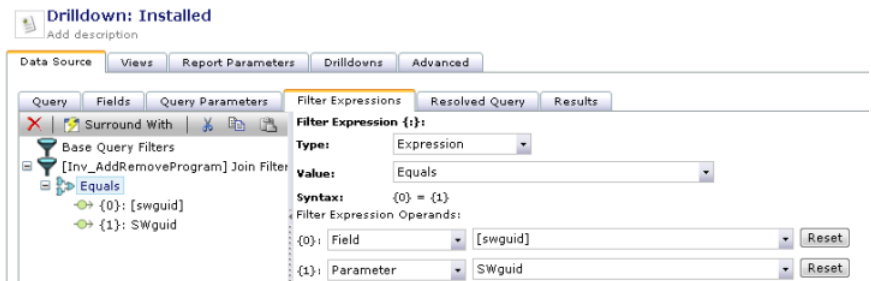 Drilldown: Installed
Add description
Data Source Views Report Parameters Drilldowns Advanced
Query Fields Query Parameters Filter Expressions Resolved Query Results
Surround With
Base Query Filters
[Inv_AddRemoveProgram] Join Filter
Equals
{0}: [swguid]
{1}: SWguid
Filter Expression {:}:
Type: Expression
Value: Equals
Syntax: {0} = {1}
Filter Expression Operands:
{0}: Field [swguid] Reset
{1}: Parameter SWguid Reset